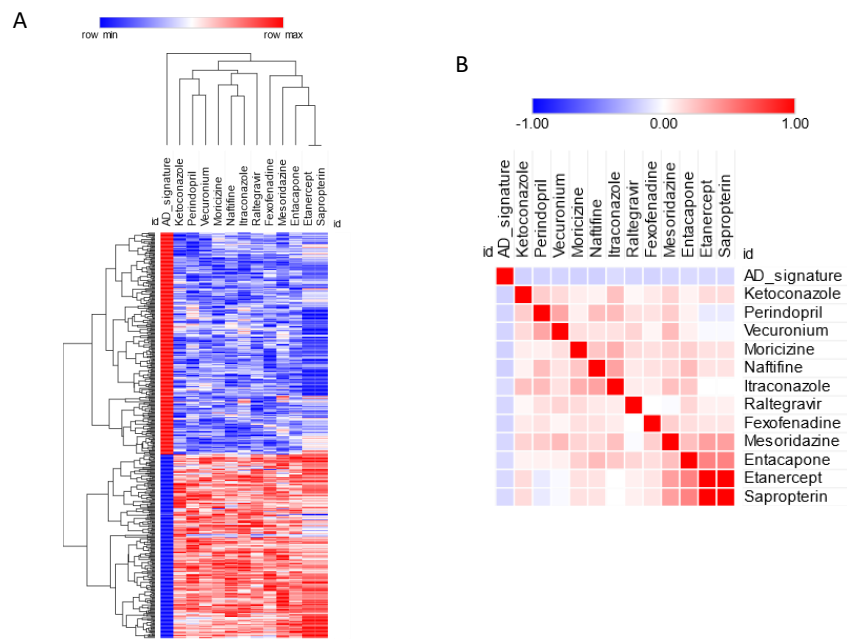 A
row min
row max
id
AD_signature
Ketoconazole
Perindopril
Vecuronium
Moricizine
Naftifine
Itraconazole
Raltegravir
Fexofenadine
Mesoridazine
Entacapone
Etanercept
Sapropterin
id
B
-1.00
0.00
1.00
id
AD_signature
Ketoconazole
Perindopril
Vecuronium
Moricizine
Naftifine
Itraconazole
Raltegravir
Fexofenadine
Mesoridazine
Entacapone
Etanercept
Sapropterin
id
AD_signature
Ketoconazole
Perindopril
Vecuronium
Moricizine
Naftifine
Itraconazole
Raltegravir
Fexofenadine
Mesoridazine
Entacapone
Etanercept
Sapropterin